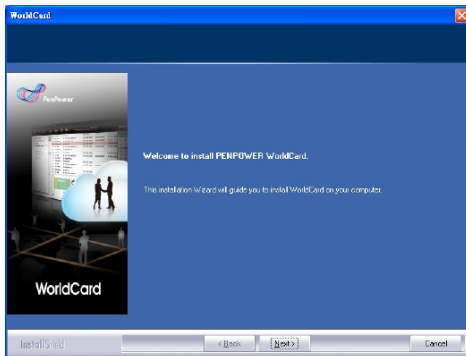 WorldCard
PenPower
Welcome to install PENPOWER WorldCard.
This installation Wizard will guide you to install WorldCard on your computer.
WorldCard
InstallShield
< Back
Next >
Cancel